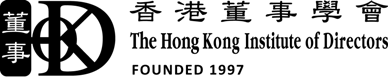 董事
香港董事學會
The Hong Kong Institute of Directors
FOUNDED 1997